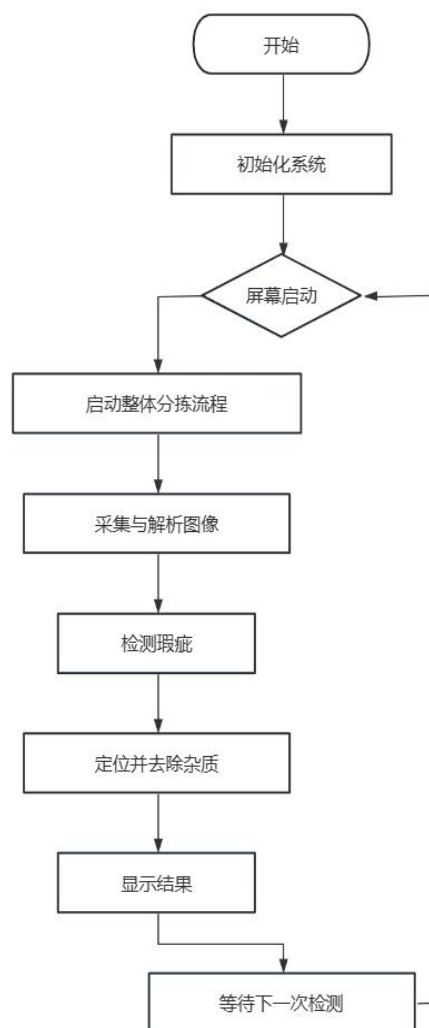 开始
初始化系统
屏幕启动
启动整体分拣流程
采集与解析图像
检测瑕疵
定位并去除杂质
显示结果
等待下一次检测